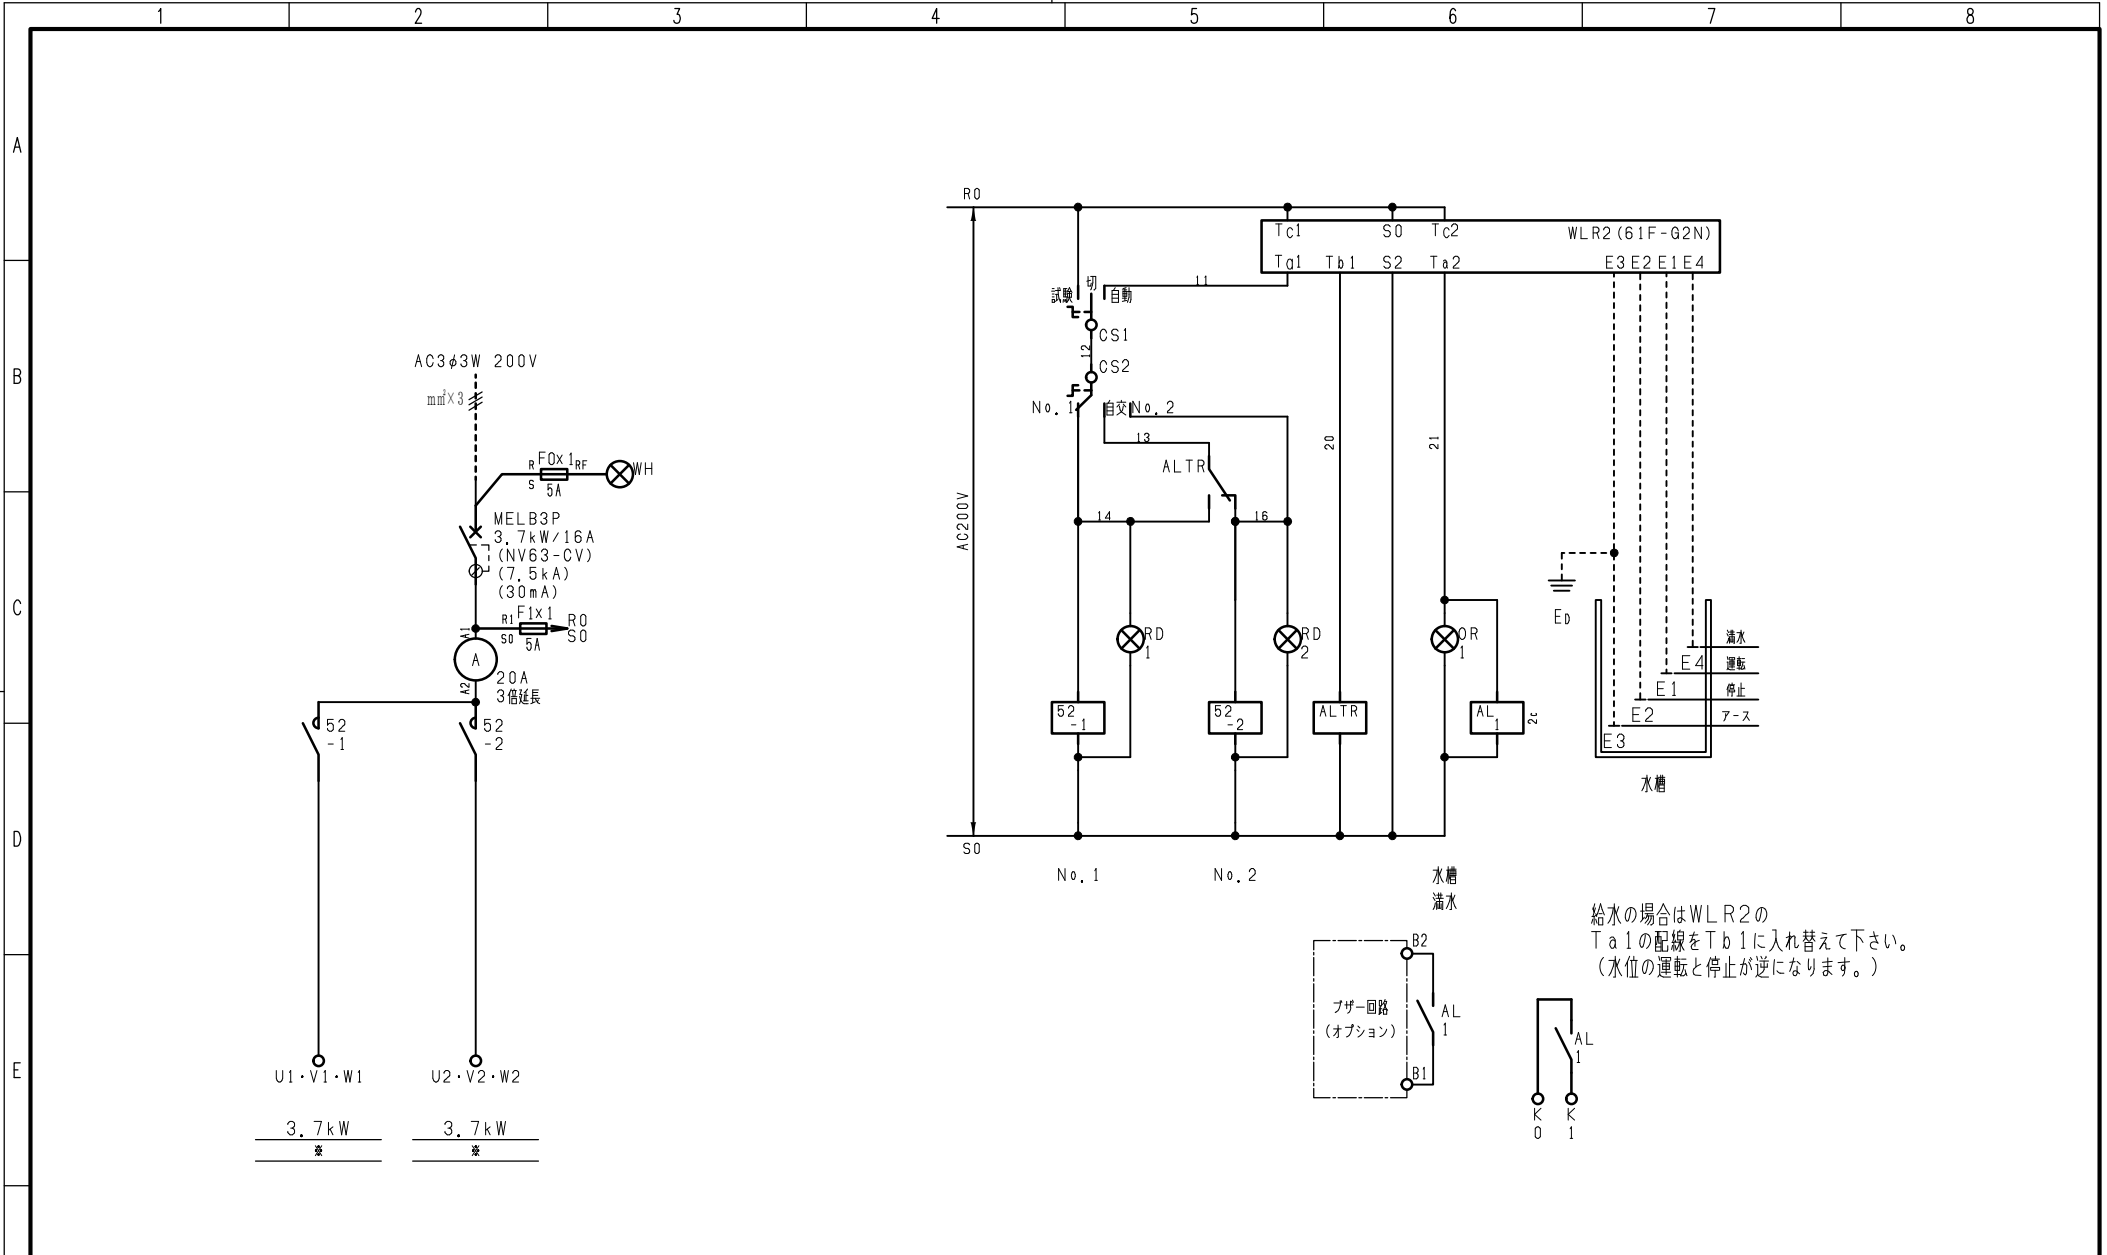 1 2 3 4 5 6 7 8
A
B
C
D
E
AC3φ3W 200V
mm²×3
R
S
F0×1
5A
RF
WH
MELB3P
3.7kW/16A
(NV63-CV)
(7.5kA)
(30mA)
R1
S0
F1×1
5A
R0
S0
A1
A
A2
20A
3倍延長
52
-1
52
-2
U1・V1・W1
U2・V2・W2
3.7kW
※
3.7kW
※
R0
AC200V
S0
Tc1 S0 Tc2 WLR2(61F-G2N)
Ta1 Tb1 S2 Ta2 E3 E2 E1 E4
試験 切 自動
11
CS1
12
CS2
No.1 自交 No.2
13
ALTR
14
16
20
21
RD
1
RD
2
OR
1
52
-1
52
-2
ALTR
AL
1
2c
ED
満水
E4 運転
E1 停止
E2 アース
E3
水槽
No.1
No.2
水槽
満水
給水の場合はWLR2の
Ta1の配線をTb1に入れ替えて下さい。
（水位の運転と停止が逆になります。）
B2
ブザー回路
(オプション)
AL
1
B1
AL
1
K
0
K
1